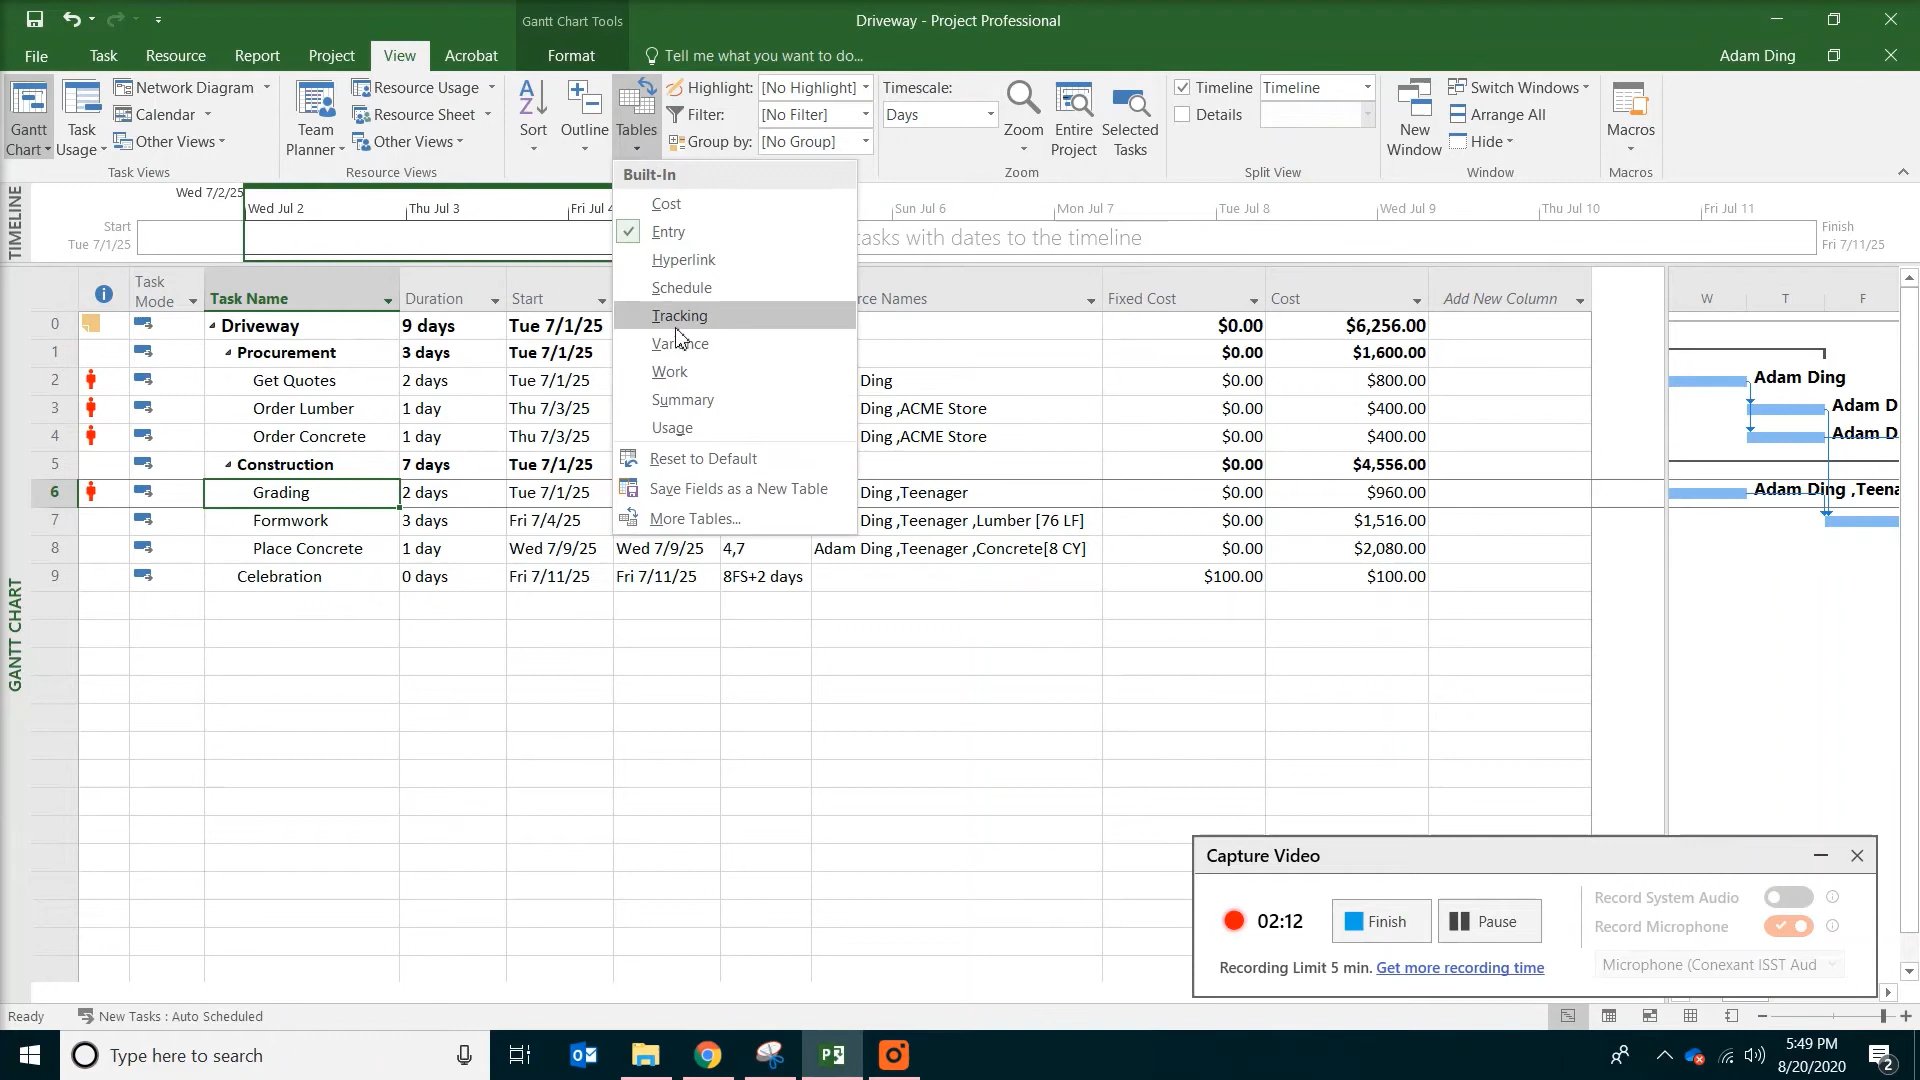 Gantt Chart Tools
Driveway - Project Professional
File Task Resource Report Project View Acrobat Format Tell me what you want to do... Adam Ding
Gantt Chart
Task Usage
Network Diagram
Calendar
Other Views
Task Views
Team Planner
Resource Usage
Resource Sheet
Other Views
Resource Views
Sort
Outline
Tables
Highlight: [No Highlight]
Filter: [No Filter]
Group by: [No Group]
Timescale:
Days
Zoom
Entire Project
Selected Tasks
Zoom
Timeline Timeline
Details
Split View
New Window
Switch Windows
Arrange All
Hide
Window
Macros
Macros
Built-In
Cost
Entry
Hyperlink
Schedule
Tracking
Variance
Work
Summary
Usage
Reset to Default
Save Fields as a New Table
More Tables...
TIMELINE
Wed 7/2/25
Start
Tue 7/1/25
Wed Jul 2 Thu Jul 3 Fri Jul 4 Sun Jul 6 Mon Jul 7 Tue Jul 8 Wed Jul 9 Thu Jul 10 Fri Jul 11
tasks with dates to the timeline
Finish
Fri 7/11/25
GANTT CHART
Task Mode Task Name Duration Start rce Names Fixed Cost Cost Add New Column W T F
0 Driveway 9 days Tue 7/1/25 $0.00 $6,256.00
1 Procurement 3 days Tue 7/1/25 $0.00 $1,600.00
2 Get Quotes 2 days Tue 7/1/25 Ding $0.00 $800.00 Adam Ding
3 Order Lumber 1 day Thu 7/3/25 Ding ,ACME Store $0.00 $400.00 Adam D
4 Order Concrete 1 day Thu 7/3/25 Ding ,ACME Store $0.00 $400.00 Adam D
5 Construction 7 days Tue 7/1/25 $0.00 $4,556.00
6 Grading 2 days Tue 7/1/25 Ding ,Teenager $0.00 $960.00 Adam Ding ,Teena
7 Formwork 3 days Fri 7/4/25 Ding ,Teenager ,Lumber [76 LF] $0.00 $1,516.00
8 Place Concrete 1 day Wed 7/9/25 Wed 7/9/25 4,7 Adam Ding ,Teenager ,Concrete[8 CY] $0.00 $2,080.00
9 Celebration 0 days Fri 7/11/25 Fri 7/11/25 8FS+2 days $100.00 $100.00
Capture Video
02:12 Finish Pause
Recording Limit 5 min. Get more recording time
Record System Audio
Record Microphone
Microphone (Conexant ISST Aud
Ready New Tasks : Auto Scheduled
Type here to search
5:49 PM
8/20/2020
2